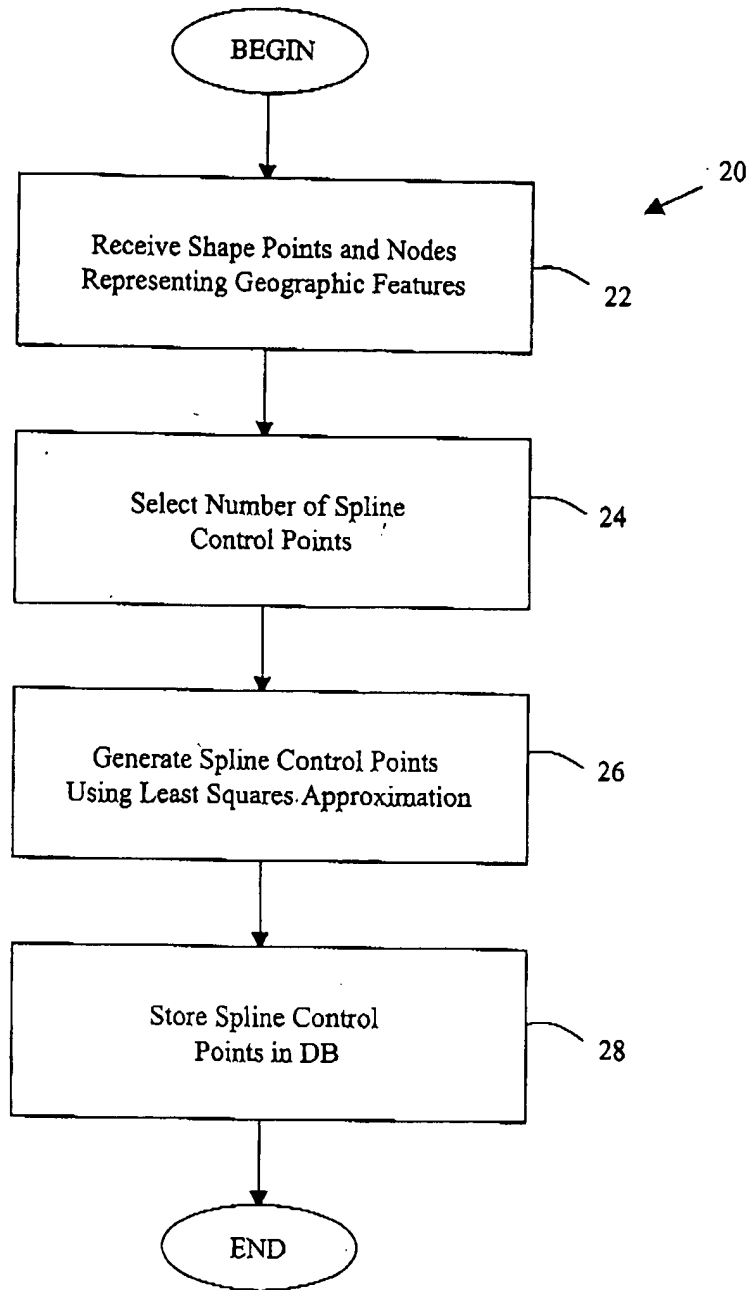 BEGIN
20
Receive Shape Points and Nodes
Representing Geographic Features
22
Select Number of Spline
Control Points
24
Generate Spline Control Points
Using Least Squares Approximation
26
Store Spline Control
Points in DB
28
END